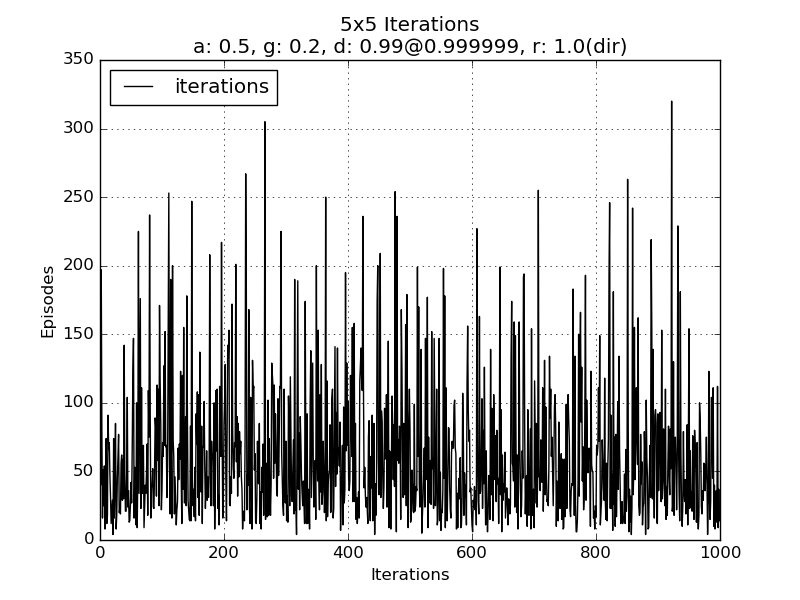 5x5 Iterations
a: 0.5, g: 0.2, d: 0.99@0.999999, r: 1.0(dir)
iterations
350
300
250
200
150
100
50
0
Episodes
0 200 400 600 800 1000
Iterations